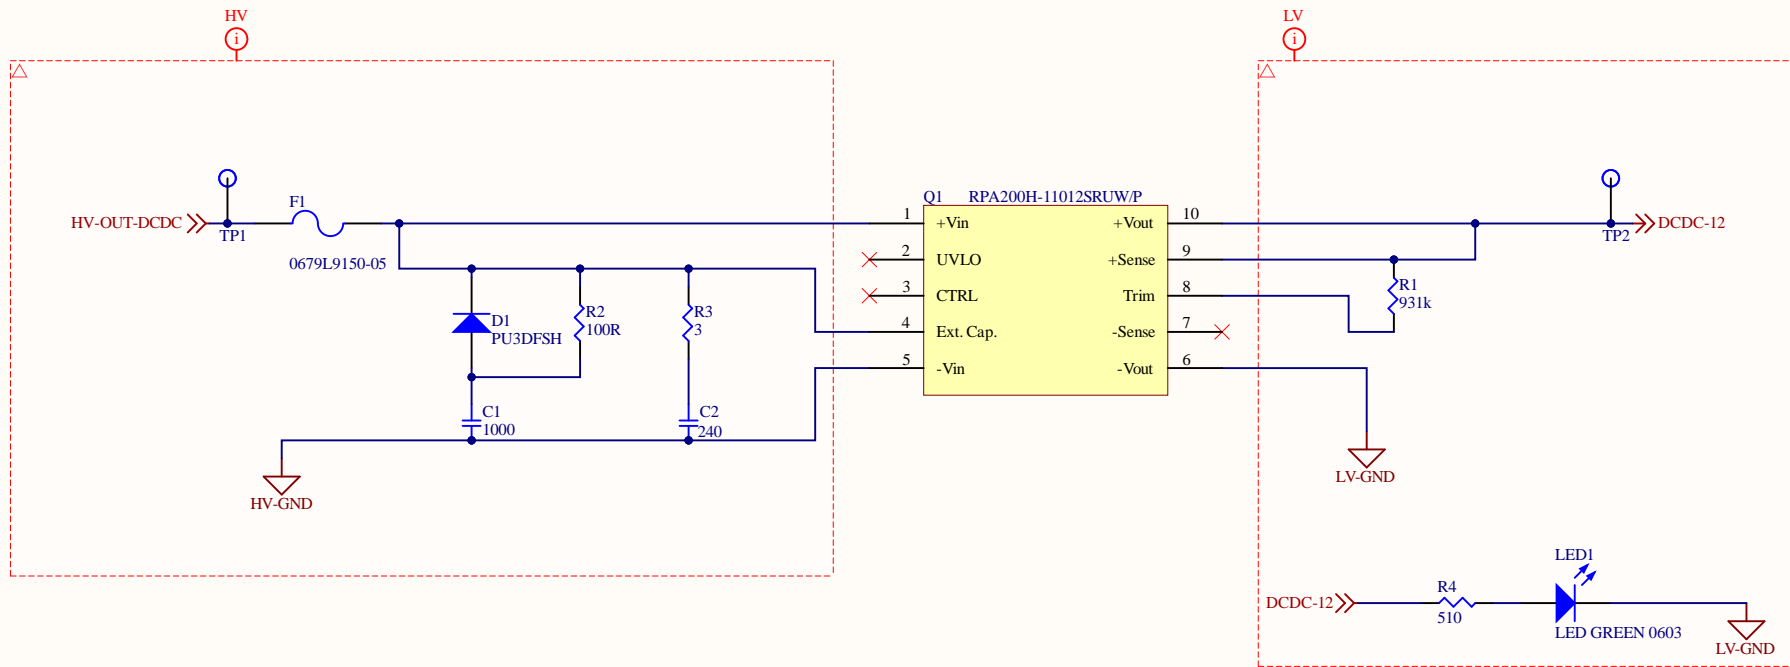 HV
i
LV
i
HV-OUT-DCDC
TP1
F1
0679L9150-05
D1
PU3DFSH
R2
100R
R3
3
C1
1000
C2
240
HV-GND
Q1
RPA200H-11012SRUW/P
1
+Vin
2
UVLO
3
CTRL
4
Ext. Cap.
5
-Vin
+Vout
10
+Sense
9
Trim
8
-Sense
7
-Vout
6
R1
931k
TP2
DCDC-12
LV-GND
DCDC-12
R4
510
LED1
LED GREEN 0603
LV-GND